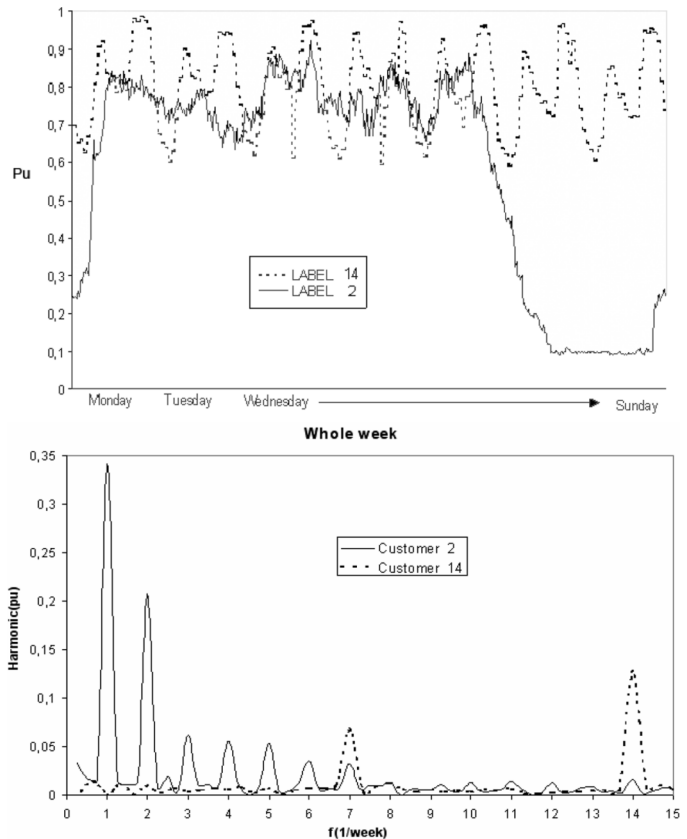 1
0,9
0,8
0,7
0,6
Pu
0,5
0,4
0,3
0,2
0,1
0
LABEL 14
LABEL 2
Monday Tuesday Wednesday Sunday
Whole week
0,35
0,3
0,25
0,2
0,15
0,1
0,05
0
Harmonic(pu)
Customer 2
Customer 14
0 1 2 3 4 5 6 7 8 9 10 11 12 13 14 15
f(1/week)